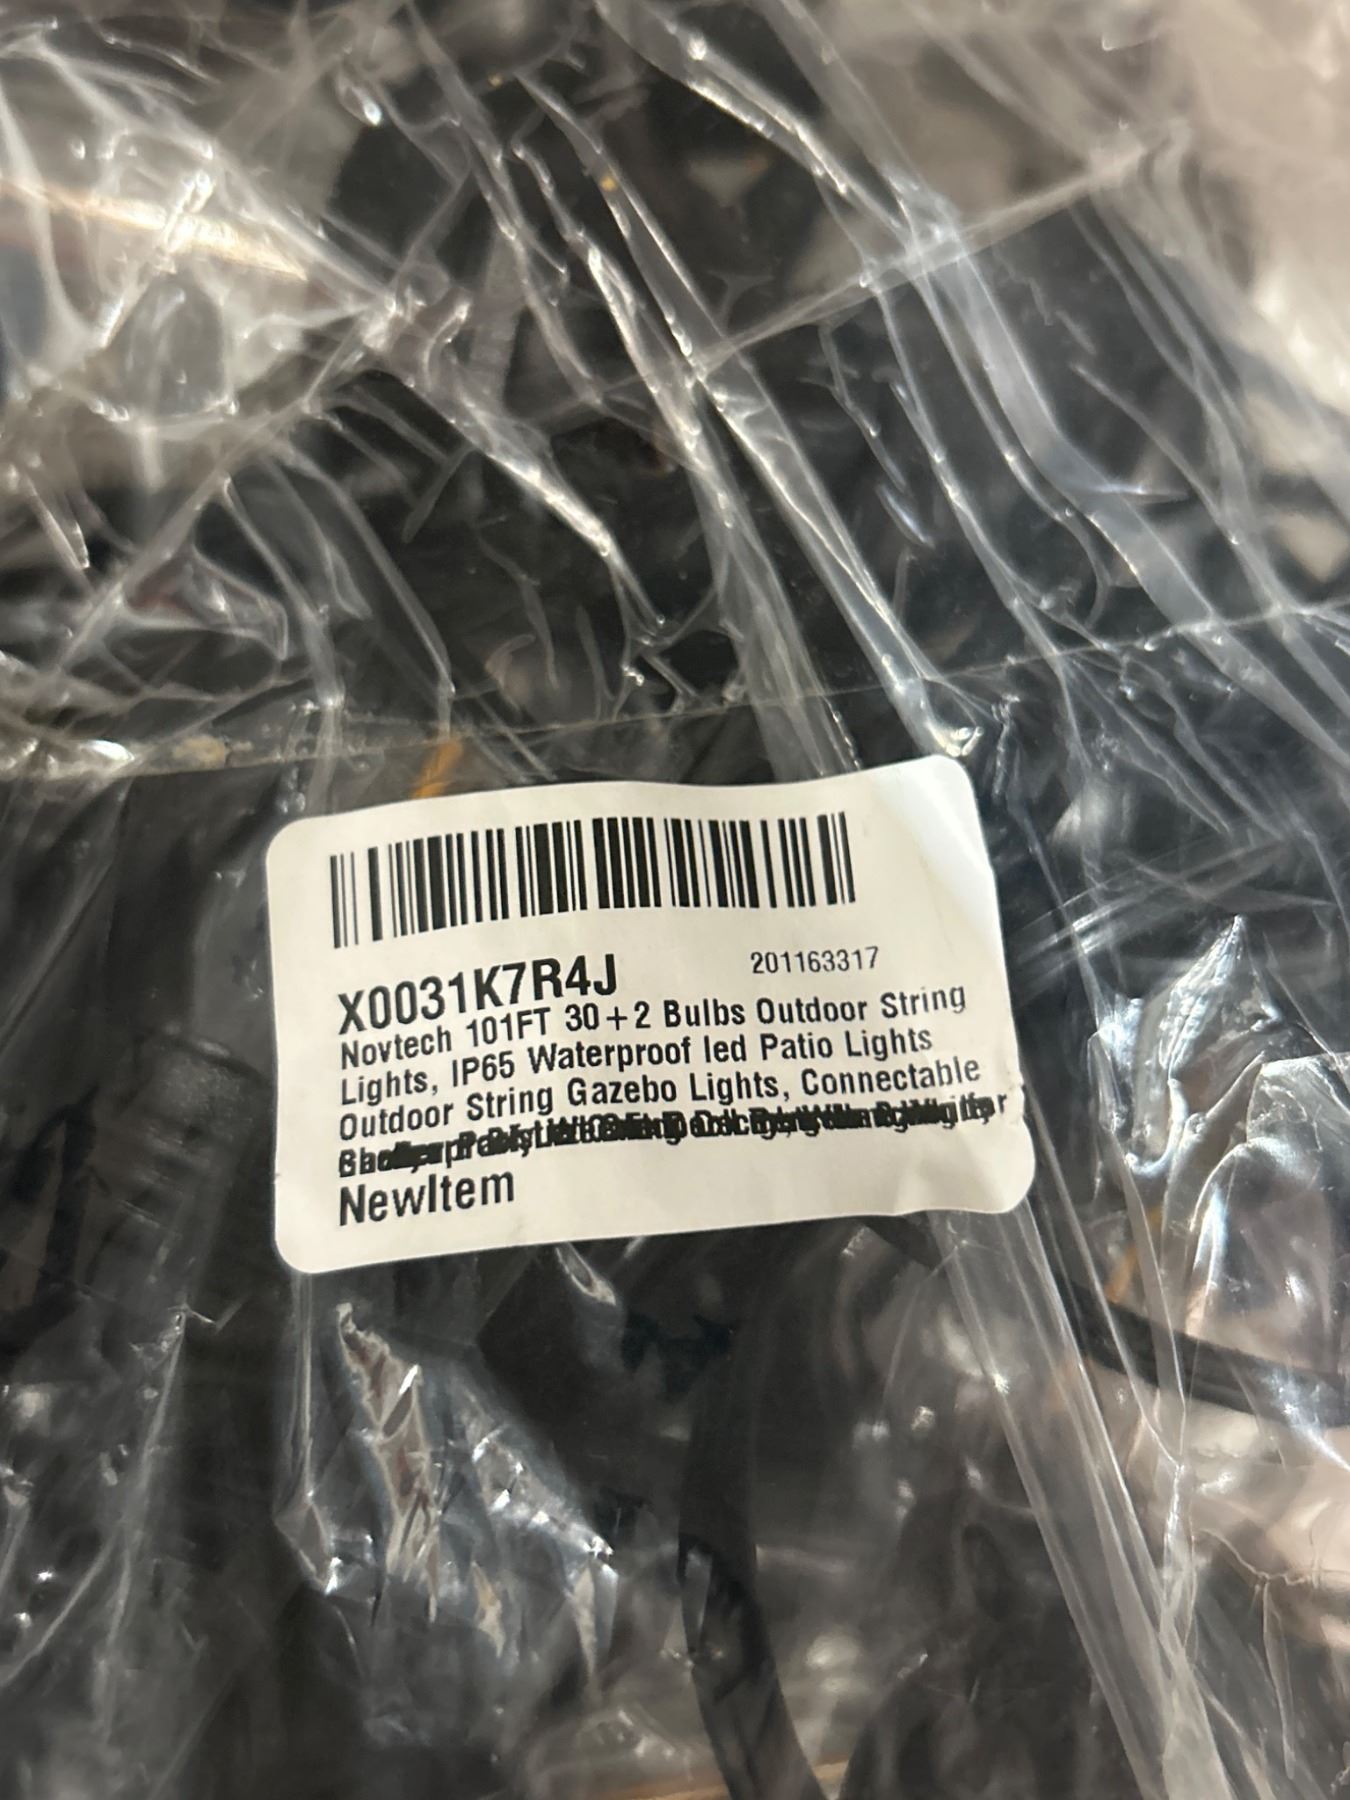 X0031K7R4J 201163317
Novtech 101FT 30+2 Bulbs Outdoor String
Lights, IP65 Waterproof led Patio Lights
Outdoor String Gazebo Lights, Connectable
NewItem